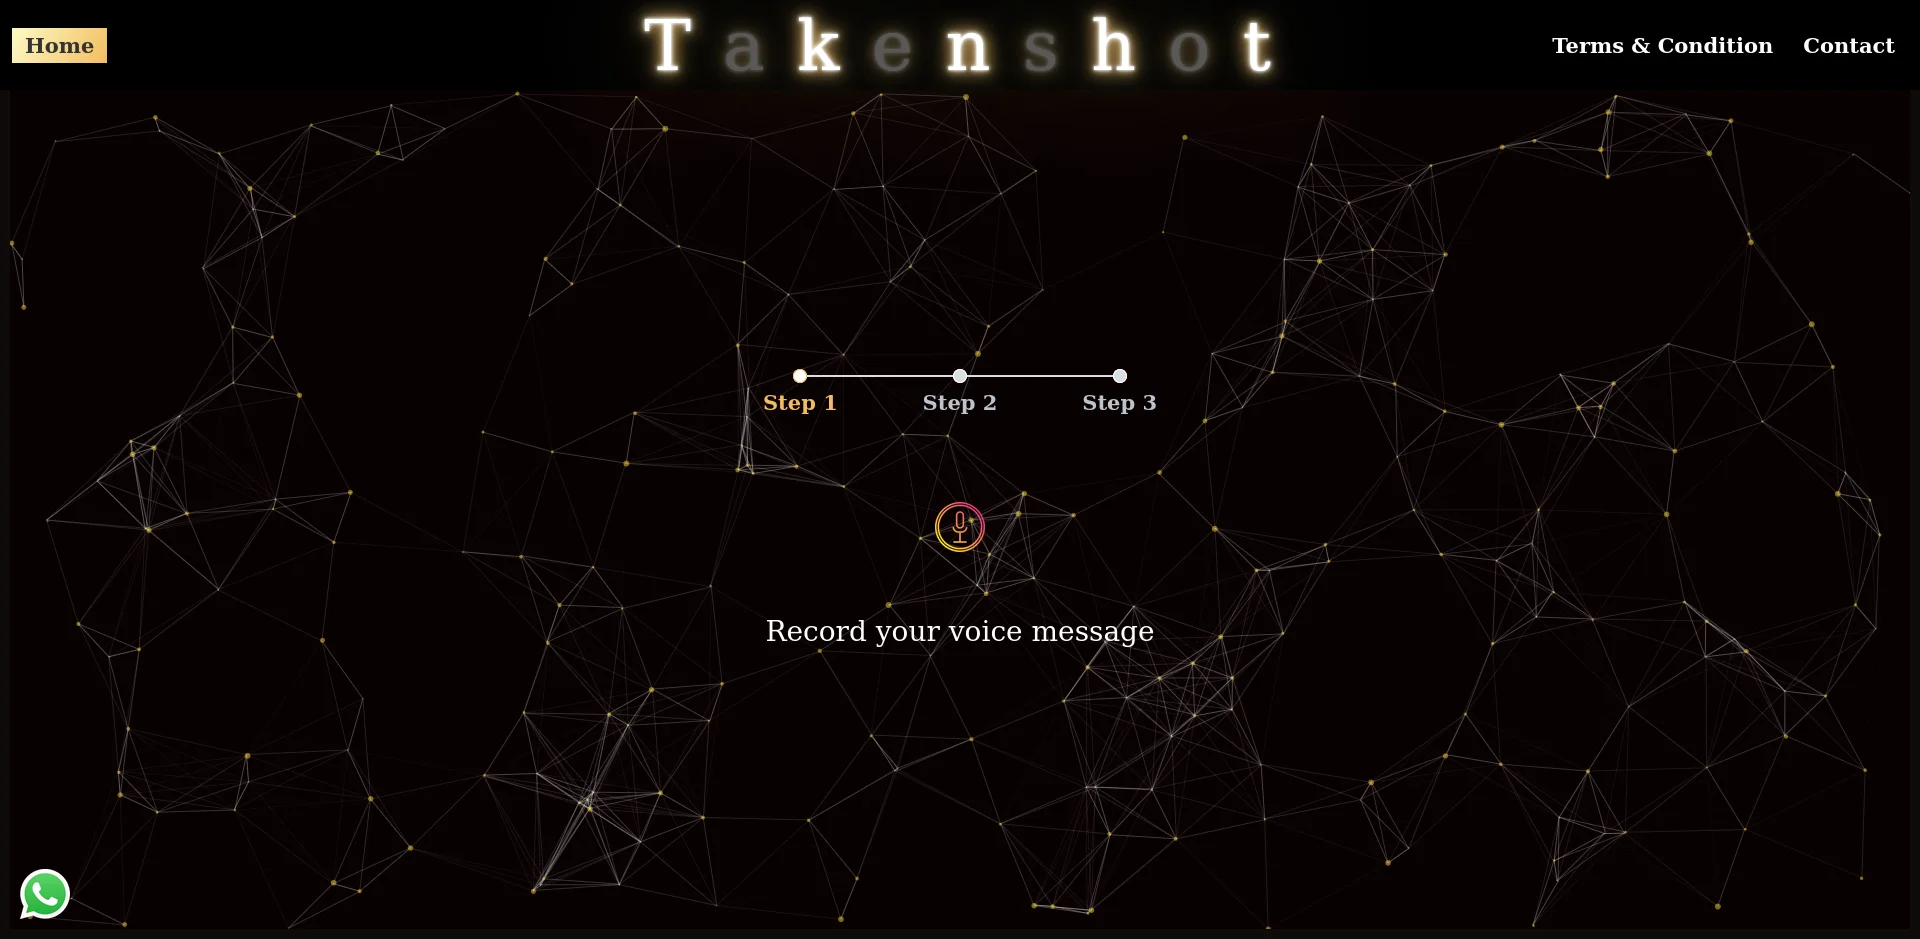 Home
Takenshot
Terms & Condition
Contact
Step 1
Step 2
Step 3
Record your voice message